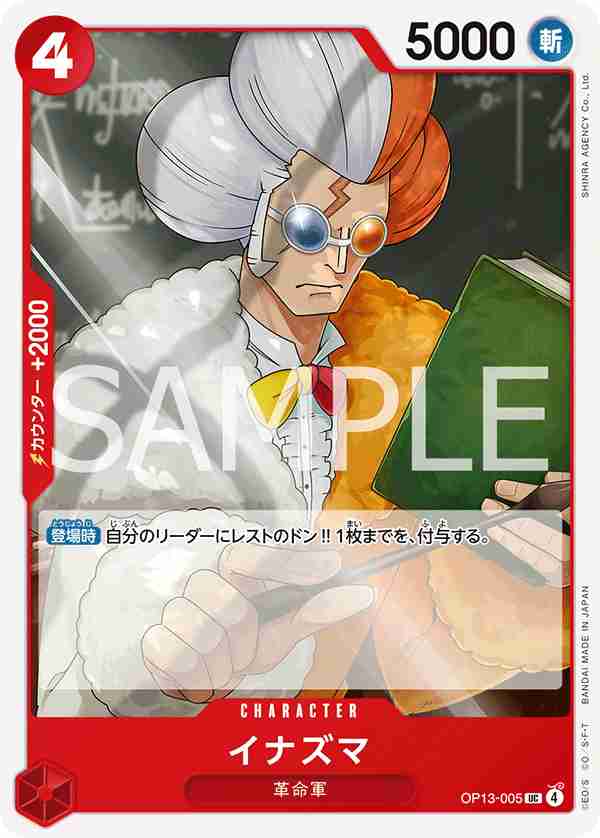 4
5000
斬
SHINRA AGENCY Co., Ltd.
カウンター +2000
SAMPLE
登場時 自分のリーダーにレストのドン!!1枚までを、付与する。
CHARACTER
イナズマ
革命軍
OP13-005 UC 4
©EO/S ©O/S・F・T BANDAI MADE IN JAPAN